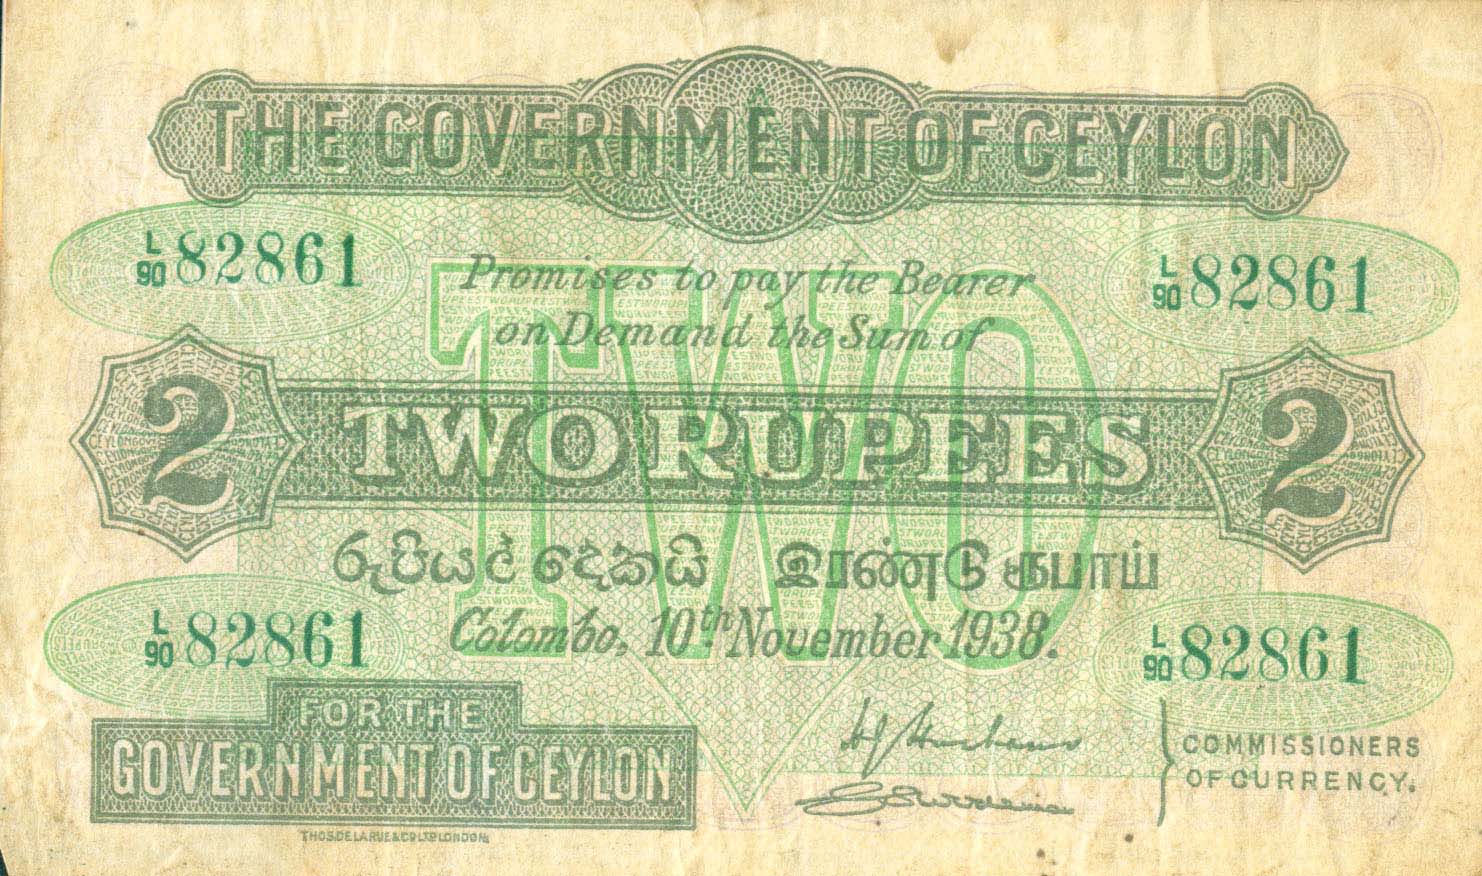 THE GOVERNMENT OF CEYLON
L/90 82861
L/90 82861
Promises to pay the Bearer
on Demand the Sum of
TWO
2 TWO RUPEES 2
රුපියල් දෙකයි இரண்டு ரூபாய்
Colombo, 10th November 1938.
L/90 82861
L/90 82861
FOR THE
GOVERNMENT OF CEYLON
COMMISSIONERS
OF CURRENCY.
THOS. DE LA RUE & CO. LTD. LONDON.